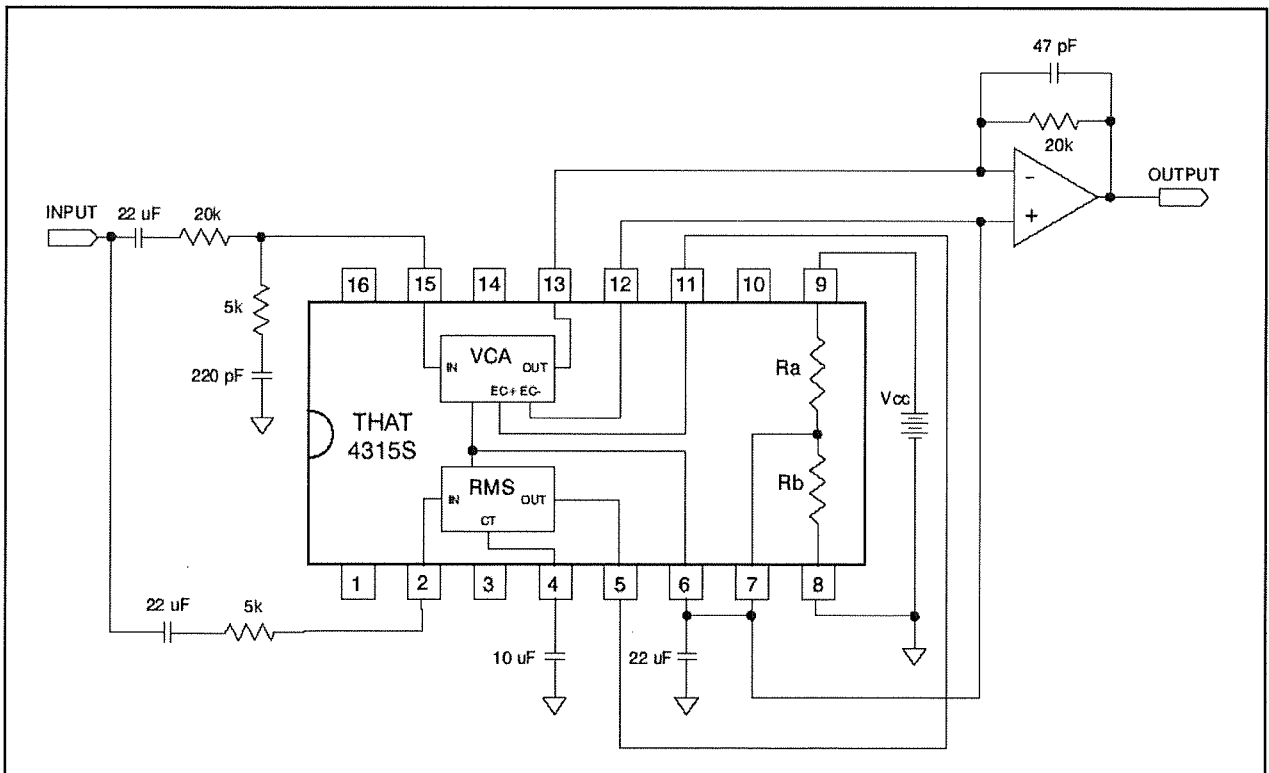 47 pF
20k
OUTPUT
−
+
INPUT
22 uF
20k
16
15
14
13
12
11
10
9
5k
220 pF
VCA
IN
OUT
EC+ EC-
Ra
Vcc
THAT
4315S
RMS
IN
OUT
CT
Rb
1
2
3
4
5
6
7
8
22 uF
5k
10 uF
22 uF